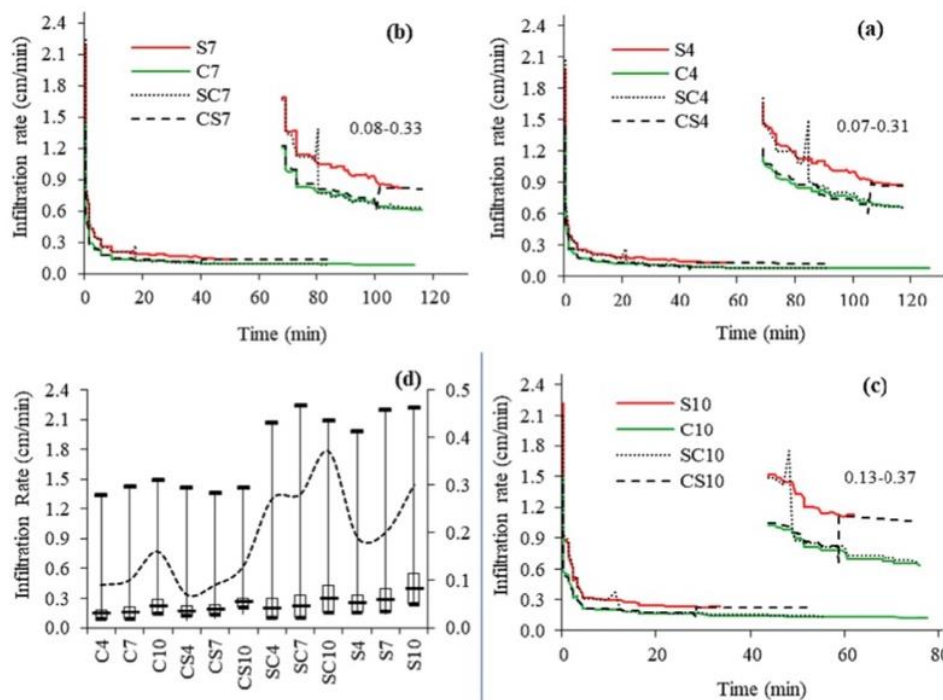 (b)
2.4
2.1
1.8
1.5
1.2
0.9
0.6
0.3
0.0
Infiltration rate (cm/min)
S7
C7
SC7
CS7
0.08-0.33
0 20 40 60 80 100 120
Time (min)
(a)
2.4
2.1
1.8
1.5
1.2
0.9
0.6
0.3
0.0
Infiltration rate (cm/min)
S4
C4
SC4
CS4
0.07-0.31
0 20 40 60 80 100 120
Time (min)
(d)
2.4
2.1
1.8
1.5
1.2
0.9
0.6
0.3
0.0
Infiltration Rate (cm/min)
0.5
0.4
0.3
0.2
0.1
0.0
C4 C7 C10 CS4 CS7 CS10 SC4 SC7 SC10 S4 S7 S10
(c)
2.4
2.1
1.8
1.5
1.2
0.9
0.6
0.3
0.0
Infiltration rate (cm/min)
S10
C10
SC10
CS10
0.13-0.37
0 20 40 60 80
Time (min)